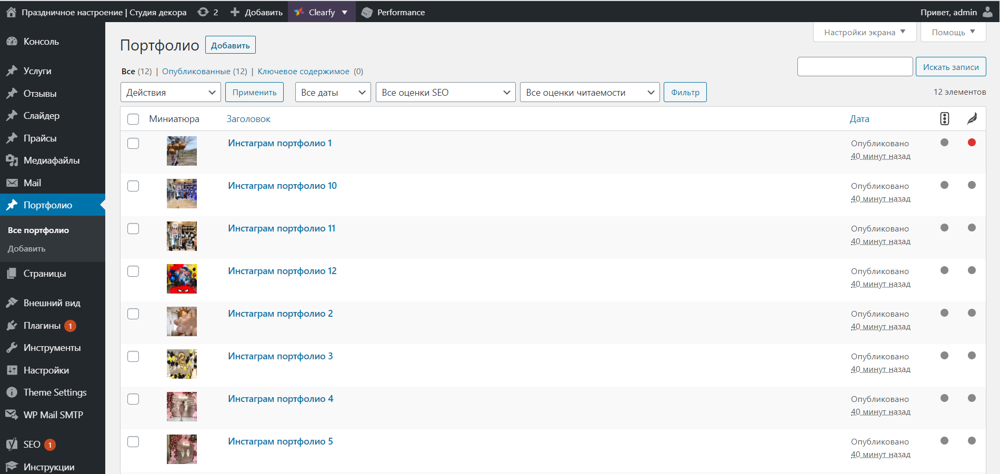 Праздничное настроение | Студия декора 2 Добавить Clearfy Performance Привет, admin
Консоль
Услуги
Отзывы
Слайдер
Прайсы
Медиафайлы
Mail
Портфолио
Все портфолио
Добавить
Страницы
Внешний вид
Плагины 1
Инструменты
Настройки
Theme Settings
WP Mail SMTP
SEO 1
Инструкции
Настройки экрана Помощь
Портфолио Добавить
Все (12) | Опубликованные (12) | Ключевое содержимое (0)
Искать записи
Действия Применить Все даты Все оценки SEO Все оценки читаемости Фильтр
12 элементов
Миниатюра Заголовок Дата
Инстаграм портфолио 1 Опубликовано
40 минут назад
Инстаграм портфолио 10 Опубликовано
40 минут назад
Инстаграм портфолио 11 Опубликовано
40 минут назад
Инстаграм портфолио 12 Опубликовано
40 минут назад
Инстаграм портфолио 2 Опубликовано
40 минут назад
Инстаграм портфолио 3 Опубликовано
40 минут назад
Инстаграм портфолио 4 Опубликовано
40 минут назад
Инстаграм портфолио 5 Опубликовано
40 минут назад